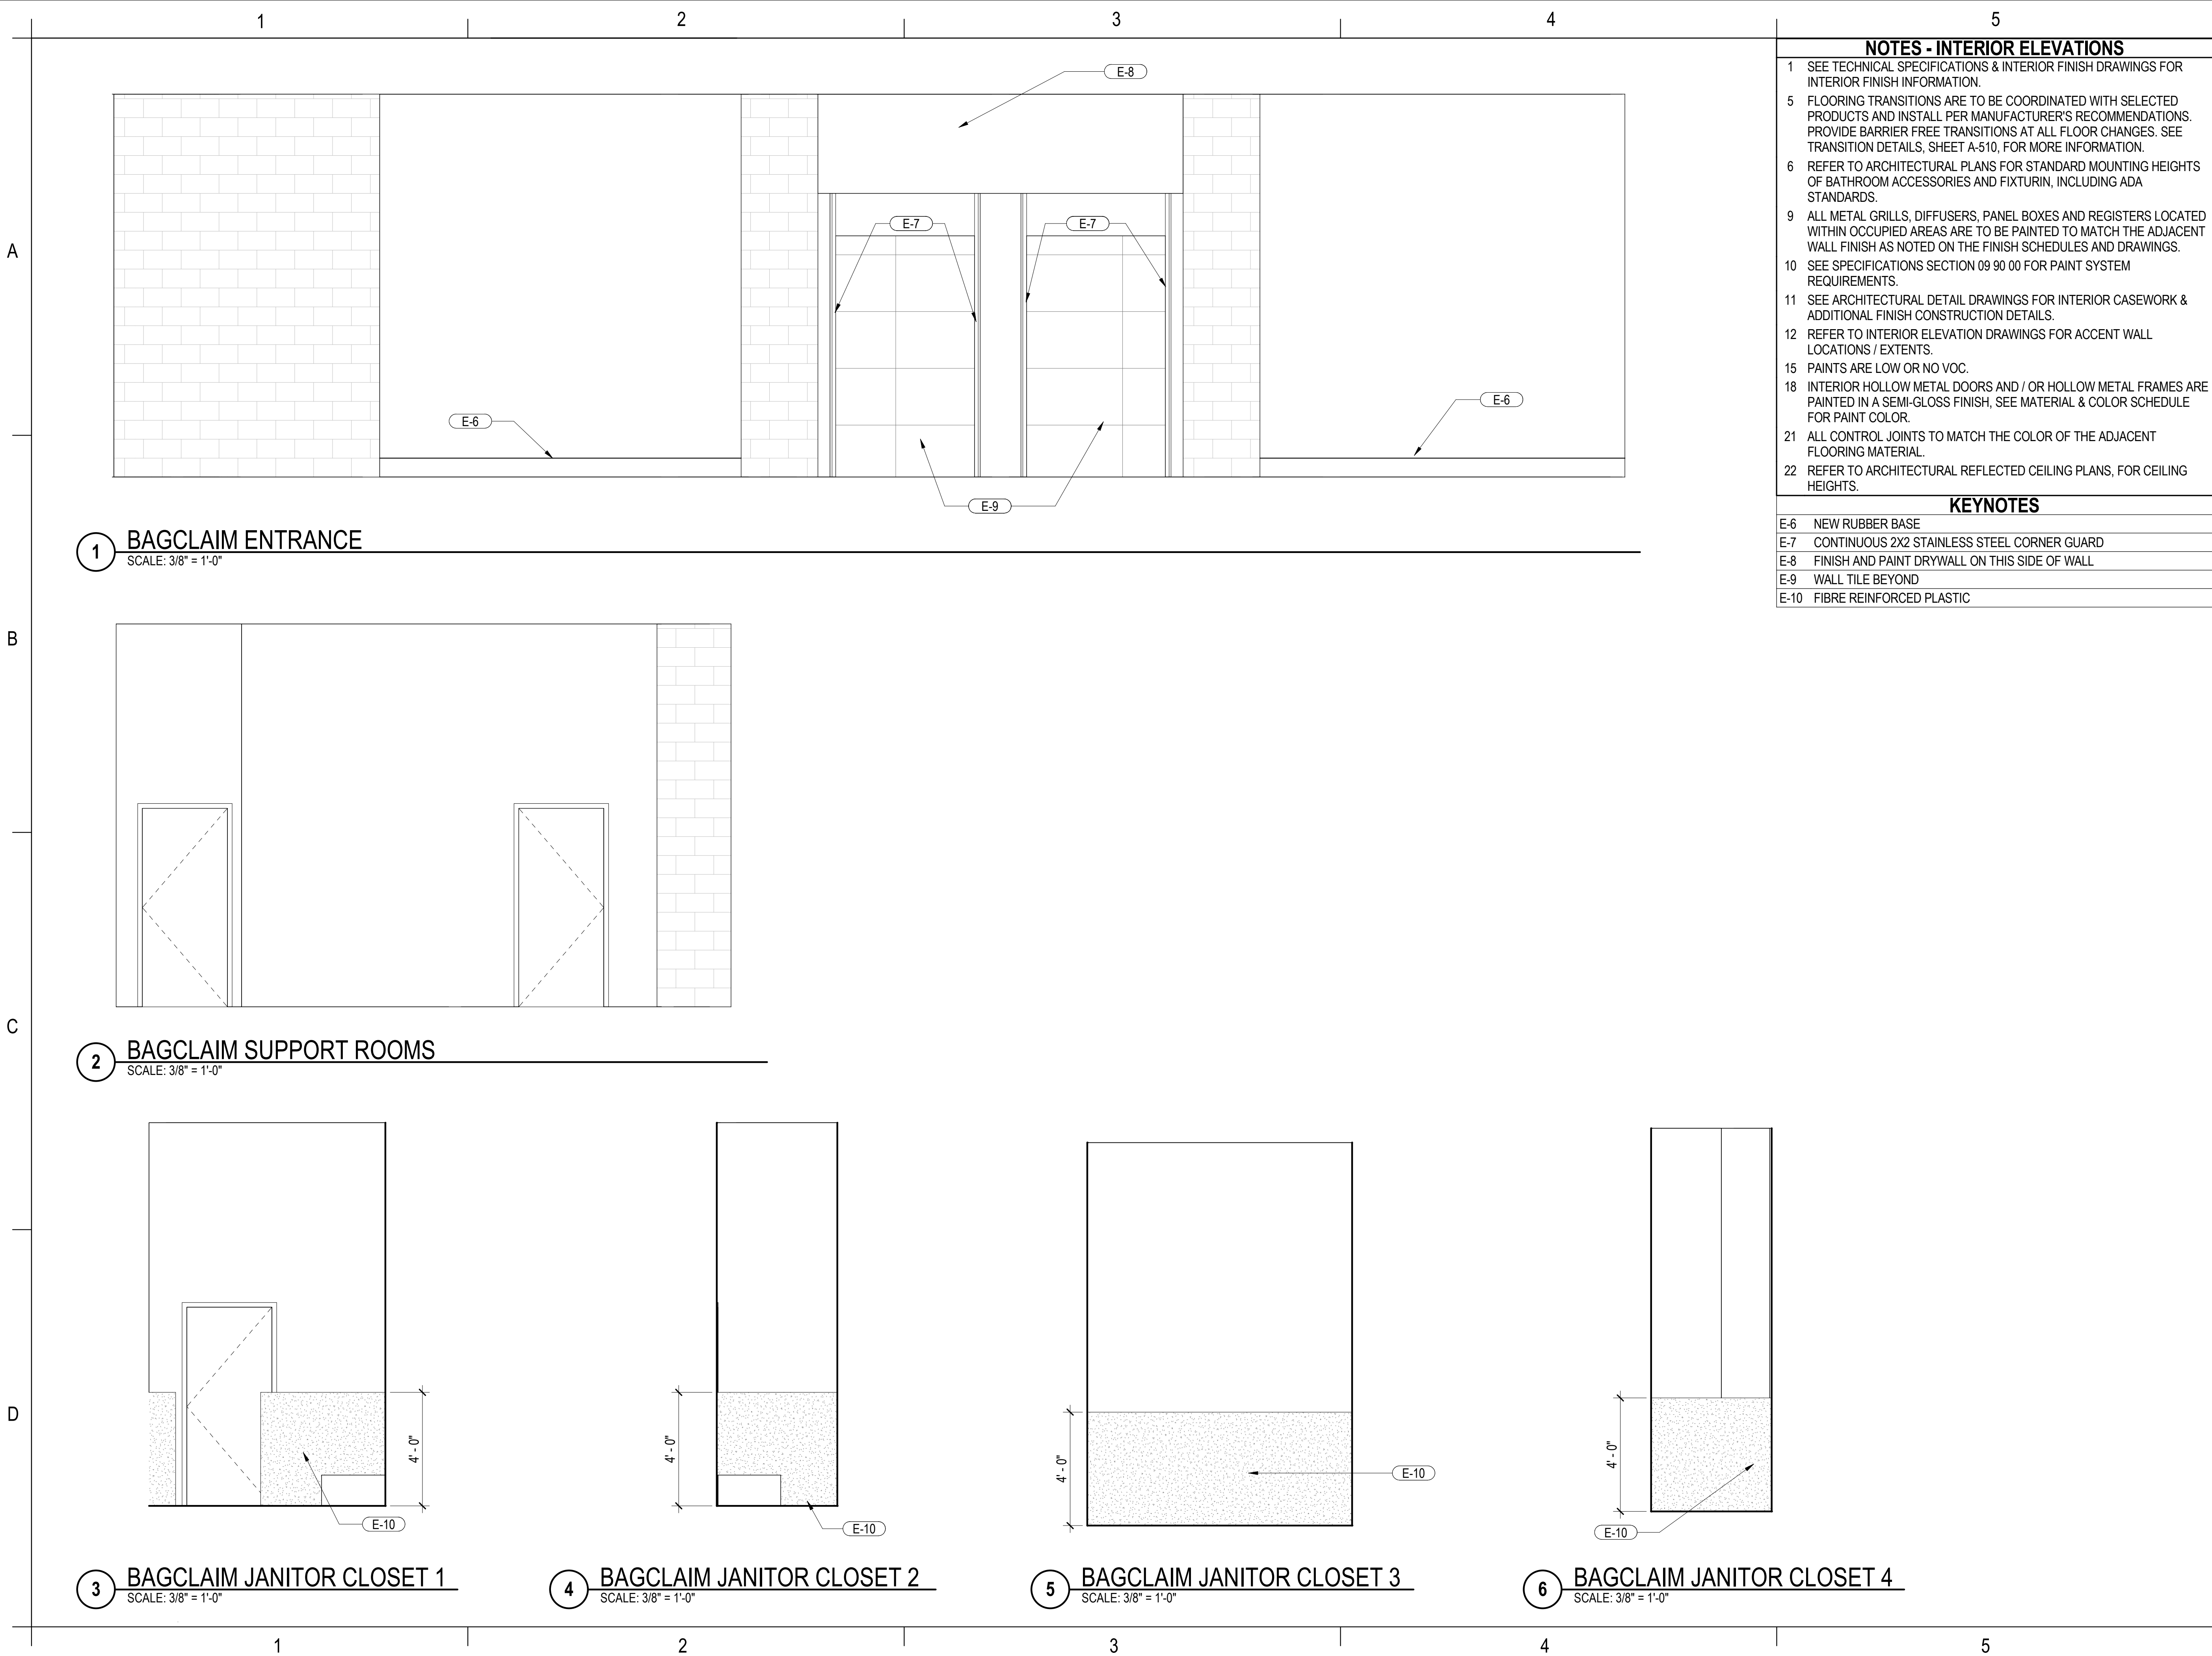 1 2 3 4 5
A
B
C
D
E-8
E-7
E-7
E-6
E-6
E-9
1 BAGCLAIM ENTRANCE
SCALE: 3/8" = 1'-0"
2 BAGCLAIM SUPPORT ROOMS
SCALE: 3/8" = 1'-0"
4' - 0"
E-10
3 BAGCLAIM JANITOR CLOSET 1
SCALE: 3/8" = 1'-0"
4' - 0"
E-10
4 BAGCLAIM JANITOR CLOSET 2
SCALE: 3/8" = 1'-0"
4' - 0"
E-10
5 BAGCLAIM JANITOR CLOSET 3
SCALE: 3/8" = 1'-0"
4' - 0"
E-10
6 BAGCLAIM JANITOR CLOSET 4
SCALE: 3/8" = 1'-0"
NOTES - INTERIOR ELEVATIONS
1 SEE TECHNICAL SPECIFICATIONS & INTERIOR FINISH DRAWINGS FOR
INTERIOR FINISH INFORMATION.
5 FLOORING TRANSITIONS ARE TO BE COORDINATED WITH SELECTED
PRODUCTS AND INSTALL PER MANUFACTURER'S RECOMMENDATIONS.
PROVIDE BARRIER FREE TRANSITIONS AT ALL FLOOR CHANGES. SEE
TRANSITION DETAILS, SHEET A-510, FOR MORE INFORMATION.
6 REFER TO ARCHITECTURAL PLANS FOR STANDARD MOUNTING HEIGHTS
OF BATHROOM ACCESSORIES AND FIXTURIN, INCLUDING ADA
STANDARDS.
9 ALL METAL GRILLS, DIFFUSERS, PANEL BOXES AND REGISTERS LOCATED
WITHIN OCCUPIED AREAS ARE TO BE PAINTED TO MATCH THE ADJACENT
WALL FINISH AS NOTED ON THE FINISH SCHEDULES AND DRAWINGS.
10 SEE SPECIFICATIONS SECTION 09 90 00 FOR PAINT SYSTEM
REQUIREMENTS.
11 SEE ARCHITECTURAL DETAIL DRAWINGS FOR INTERIOR CASEWORK &
ADDITIONAL FINISH CONSTRUCTION DETAILS.
12 REFER TO INTERIOR ELEVATION DRAWINGS FOR ACCENT WALL
LOCATIONS / EXTENTS.
15 PAINTS ARE LOW OR NO VOC.
18 INTERIOR HOLLOW METAL DOORS AND / OR HOLLOW METAL FRAMES ARE
PAINTED IN A SEMI-GLOSS FINISH, SEE MATERIAL & COLOR SCHEDULE
FOR PAINT COLOR.
21 ALL CONTROL JOINTS TO MATCH THE COLOR OF THE ADJACENT
FLOORING MATERIAL.
22 REFER TO ARCHITECTURAL REFLECTED CEILING PLANS, FOR CEILING
HEIGHTS.
KEYNOTES
E-6 NEW RUBBER BASE
E-7 CONTINUOUS 2X2 STAINLESS STEEL CORNER GUARD
E-8 FINISH AND PAINT DRYWALL ON THIS SIDE OF WALL
E-9 WALL TILE BEYOND
E-10 FIBRE REINFORCED PLASTIC
1 2 3 4 5